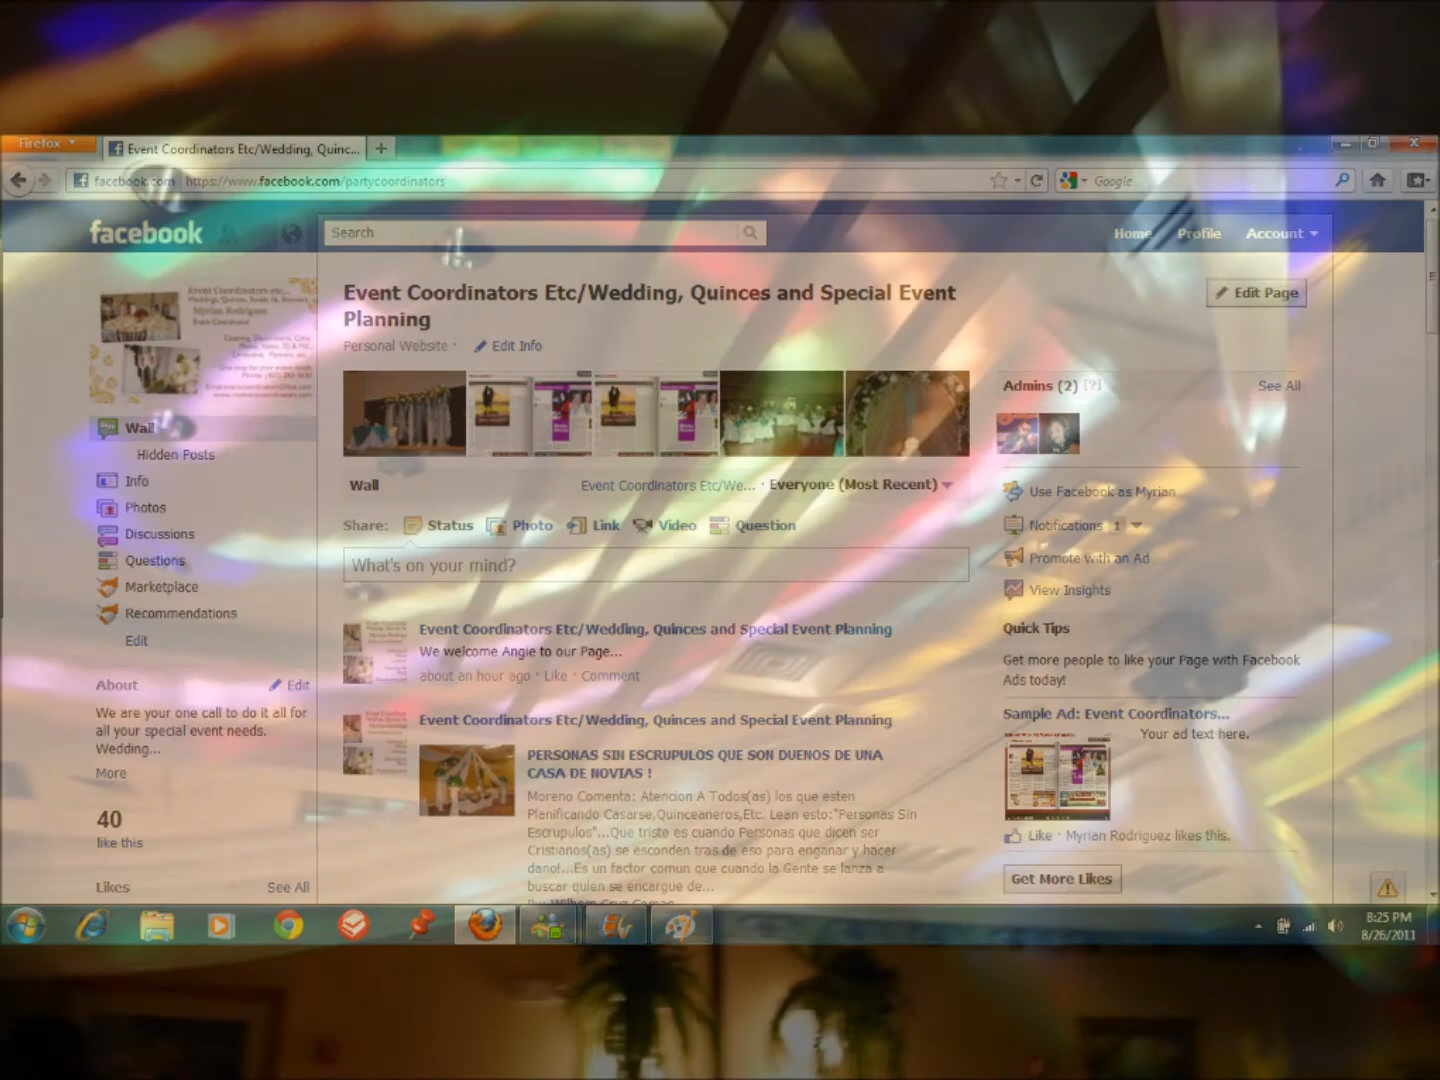 Firefox
Event Coordinators Etc/Wedding, Quinc...
facebook.com https://www.facebook.com/partycoordinators
Google
facebook
Search
Home Profile Account
Event Coordinators etc...
Myrian Rodriguez
Event Coordinator
Event Coordinators Etc/Wedding, Quinces and Special Event
Planning
Edit Page
Personal Website · Edit Info
Admins (2) [?] See All
Wall
Hidden Posts
Info
Photos
Discussions
Questions
Marketplace
Recommendations
Edit
Wall Event Coordinators Etc/We... · Everyone (Most Recent)
Share: Status Photo Link Video Question
What's on your mind?
Use Facebook as Myrian
Notifications 1
Promote with an Ad
View Insights
Event Coordinators Etc/Wedding, Quinces and Special Event Planning
We welcome Angie to our Page...
about an hour ago · Like · Comment
Quick Tips
Get more people to like your Page with Facebook
Ads today!
About Edit
We are your one call to do it all for
all your special event needs.
Wedding...
More
40
like this
Likes See All
Event Coordinators Etc/Wedding, Quinces and Special Event Planning
PERSONAS SIN ESCRUPULOS QUE SON DUENOS DE UNA
CASA DE NOVIAS !
Moreno Comenta: Atencion A Todos(as) los que esten
Planificando Casarse,Quinceaneros,Etc. Lean esto:"Personas Sin
Escrupulos"...Que triste es cuando Personas que dicen ser
Cristianos(as) se esconden tras de eso para enganar y hacer
dano!...Es un factor comun que cuando la Gente se lanza a
buscar quien se encargue de...
Sample Ad: Event Coordinators...
Your ad text here.
Like · Myrian Rodriguez likes this.
Get More Likes
8:25 PM
8/26/2011